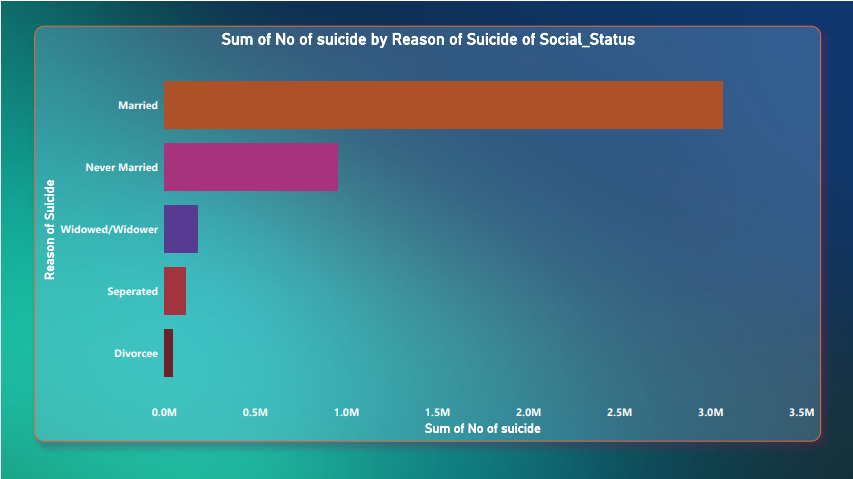 Sum of No of suicide by Reason of Suicide of Social_Status
Reason of Suicide
Married
Never Married
Widowed/Widower
Seperated
Divorcee
0.0M 0.5M 1.0M 1.5M 2.0M 2.5M 3.0M 3.5M
Sum of No of suicide